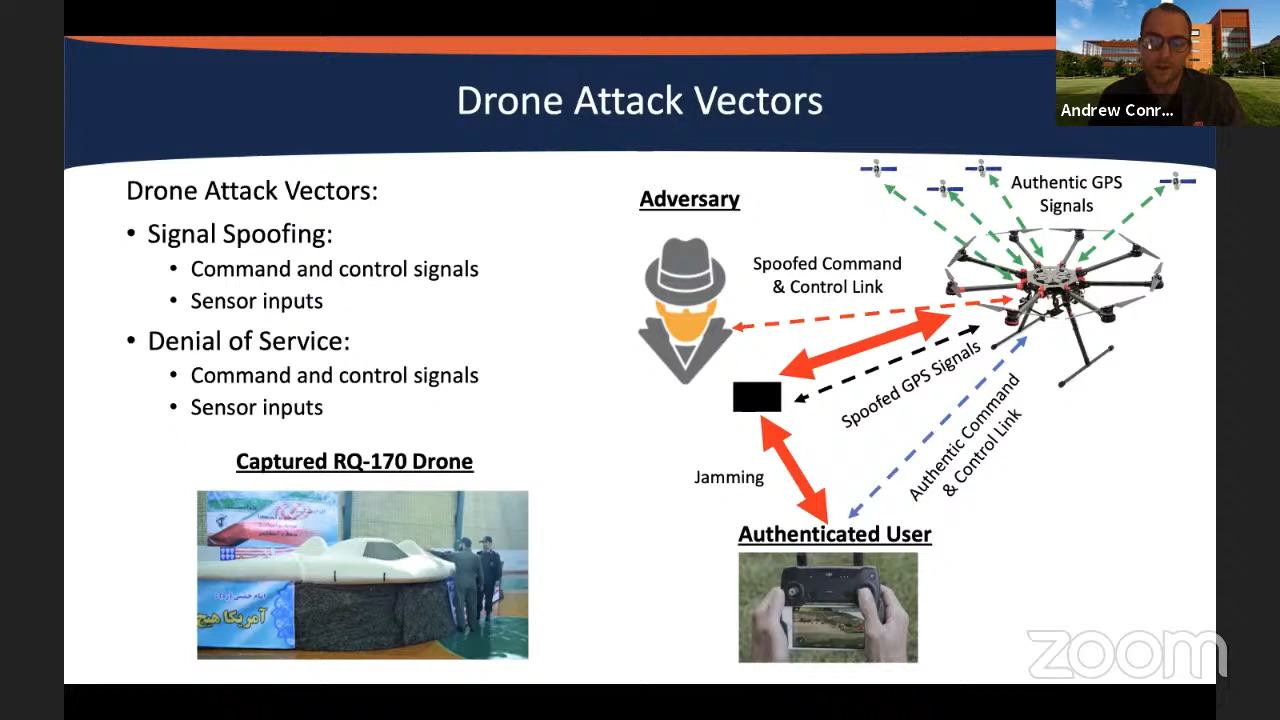 Drone Attack Vectors
Andrew Conr...
Drone Attack Vectors:
• Signal Spoofing:
• Command and control signals
• Sensor inputs
• Denial of Service:
• Command and control signals
• Sensor inputs
Captured RQ-170 Drone
آمریکا هیچ
Adversary
Authentic GPS
Signals
Spoofed Command
& Control Link
Spoofed GPS Signals
Authentic Command
& Control Link
Jamming
Authenticated User
zoom